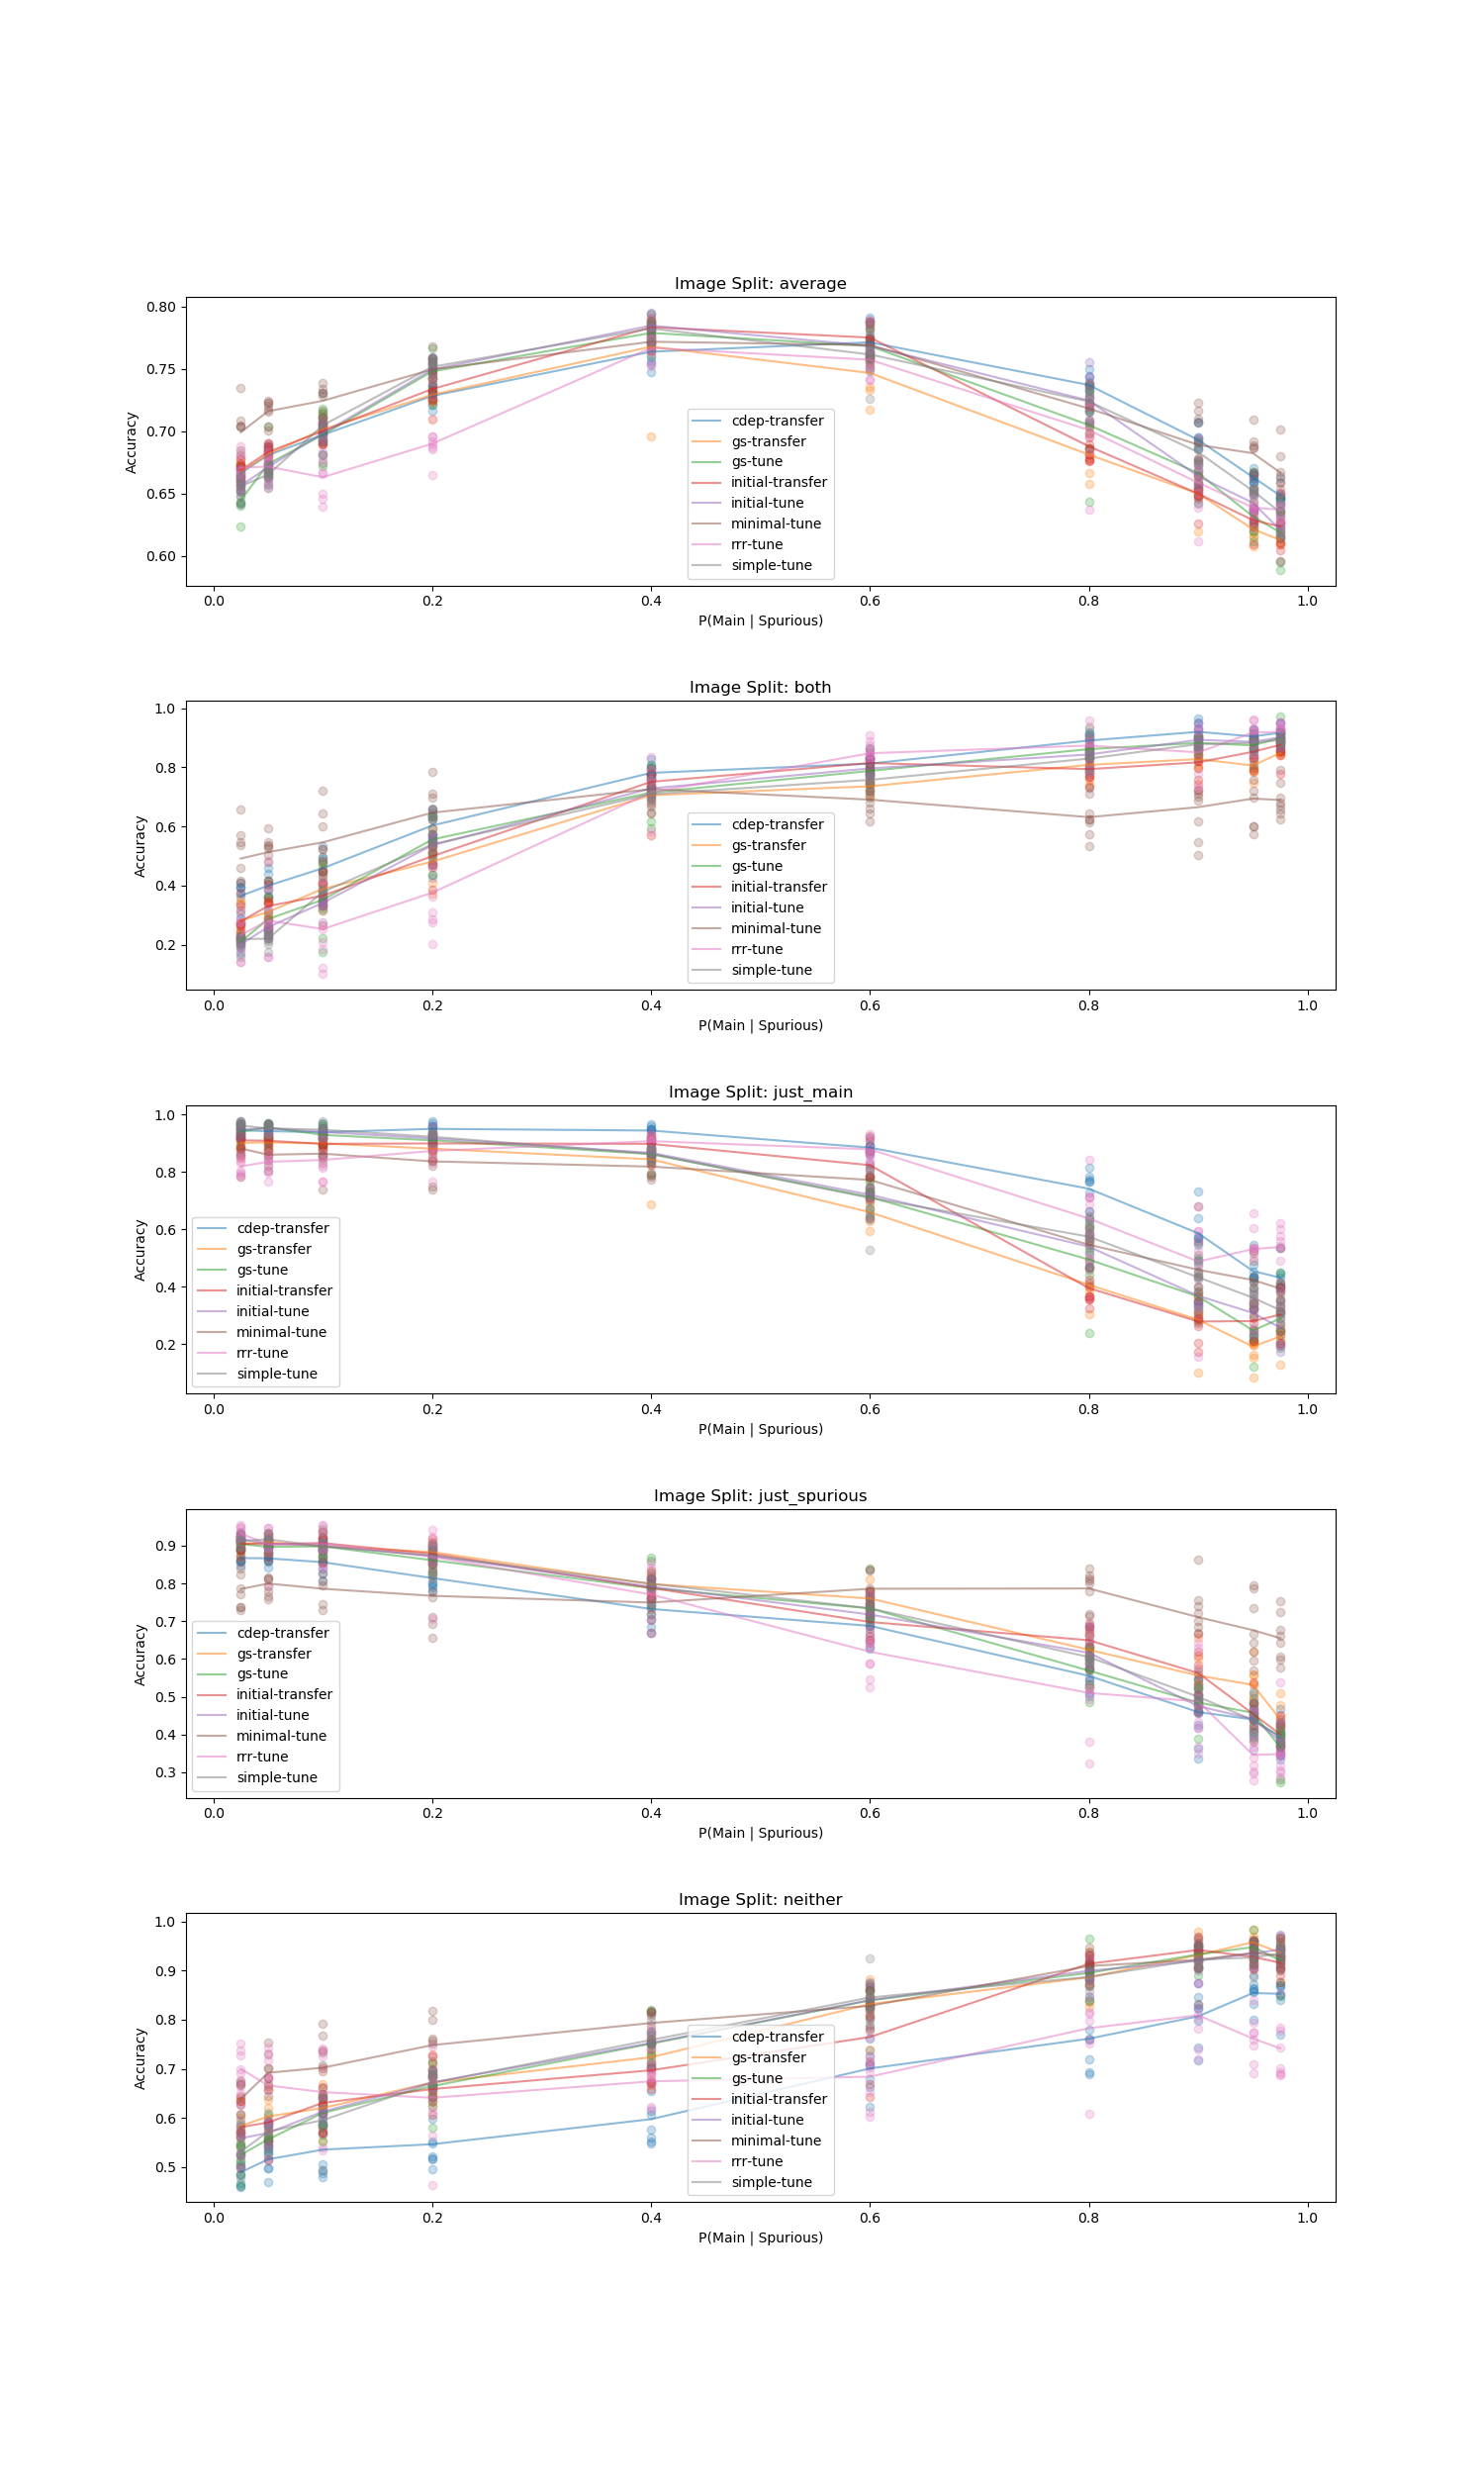 Image Split: average
Accuracy
0.80
0.75
0.70
0.65
0.60
cdep-transfer
gs-transfer
gs-tune
initial-transfer
initial-tune
minimal-tune
rrr-tune
simple-tune
0.0 0.2 0.4 0.6 0.8 1.0
P(Main | Spurious)
Image Split: both
Accuracy
1.0
0.8
0.6
0.4
0.2
cdep-transfer
gs-transfer
gs-tune
initial-transfer
initial-tune
minimal-tune
rrr-tune
simple-tune
0.0 0.2 0.4 0.6 0.8 1.0
P(Main | Spurious)
Image Split: just_main
Accuracy
1.0
0.8
0.6
0.4
0.2
cdep-transfer
gs-transfer
gs-tune
initial-transfer
initial-tune
minimal-tune
rrr-tune
simple-tune
0.0 0.2 0.4 0.6 0.8 1.0
P(Main | Spurious)
Image Split: just_spurious
Accuracy
0.9
0.8
0.7
0.6
0.5
0.4
0.3
cdep-transfer
gs-transfer
gs-tune
initial-transfer
initial-tune
minimal-tune
rrr-tune
simple-tune
0.0 0.2 0.4 0.6 0.8 1.0
P(Main | Spurious)
Image Split: neither
Accuracy
1.0
0.9
0.8
0.7
0.6
0.5
cdep-transfer
gs-transfer
gs-tune
initial-transfer
initial-tune
minimal-tune
rrr-tune
simple-tune
0.0 0.2 0.4 0.6 0.8 1.0
P(Main | Spurious)